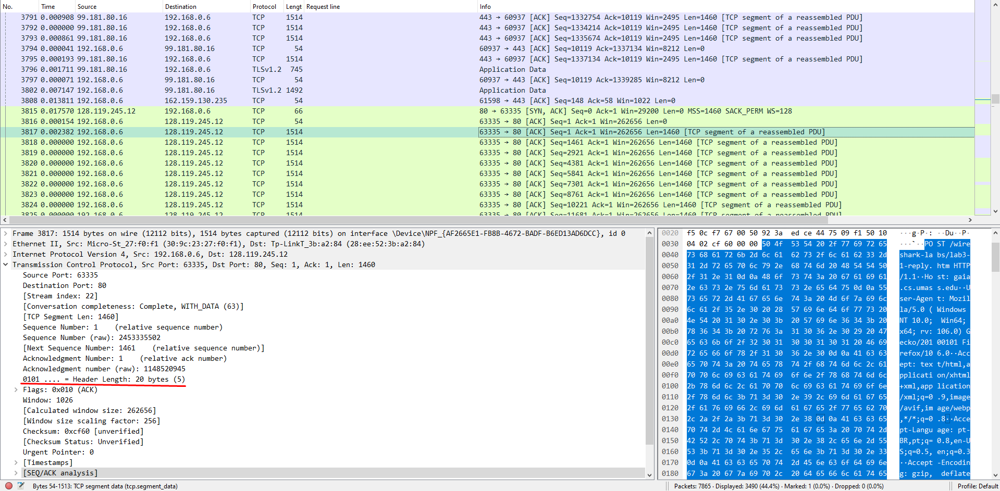 No. Time Source Destination Protocol Lengt Request line Info
3791 0.000908 99.181.80.16 192.168.0.6 TCP 1514 443 → 60937 [ACK] Seq=1332754 Ack=10119 Win=2495 Len=1460 [TCP segment of a reassembled PDU]
3792 0.000000 99.181.80.16 192.168.0.6 TCP 1514 443 → 60937 [ACK] Seq=1334214 Ack=10119 Win=2495 Len=1460 [TCP segment of a reassembled PDU]
3793 0.000861 99.181.80.16 192.168.0.6 TCP 1514 443 → 60937 [ACK] Seq=1335674 Ack=10119 Win=2495 Len=1460 [TCP segment of a reassembled PDU]
3794 0.000041 192.168.0.6 99.181.80.16 TCP 54 60937 → 443 [ACK] Seq=10119 Ack=1337134 Win=8212 Len=0
3795 0.000193 99.181.80.16 192.168.0.6 TCP 1514 443 → 60937 [ACK] Seq=1337134 Ack=10119 Win=2495 Len=1460 [TCP segment of a reassembled PDU]
3796 0.001711 99.181.80.16 192.168.0.6 TLSv1.2 745 Application Data
3797 0.000071 192.168.0.6 99.181.80.16 TCP 54 60937 → 443 [ACK] Seq=10119 Ack=1339285 Win=8212 Len=0
3802 0.007147 192.168.0.6 99.181.80.16 TLSv1.2 1492 Application Data
3808 0.013811 192.168.0.6 162.159.130.235 TCP 54 61598 → 443 [ACK] Seq=148 Ack=58 Win=1022 Len=0
3815 0.017570 128.119.245.12 192.168.0.6 TCP 66 80 → 63335 [SYN, ACK] Seq=0 Ack=1 Win=29200 Len=0 MSS=1460 SACK_PERM WS=128
3816 0.000154 192.168.0.6 128.119.245.12 TCP 54 63335 → 80 [ACK] Seq=1 Ack=1 Win=262656 Len=0
3817 0.002382 192.168.0.6 128.119.245.12 TCP 1514 63335 → 80 [ACK] Seq=1 Ack=1 Win=262656 Len=1460 [TCP segment of a reassembled PDU]
3818 0.000000 192.168.0.6 128.119.245.12 TCP 1514 63335 → 80 [ACK] Seq=1461 Ack=1 Win=262656 Len=1460 [TCP segment of a reassembled PDU]
3819 0.000000 192.168.0.6 128.119.245.12 TCP 1514 63335 → 80 [ACK] Seq=2921 Ack=1 Win=262656 Len=1460 [TCP segment of a reassembled PDU]
3820 0.000000 192.168.0.6 128.119.245.12 TCP 1514 63335 → 80 [ACK] Seq=4381 Ack=1 Win=262656 Len=1460 [TCP segment of a reassembled PDU]
3821 0.000000 192.168.0.6 128.119.245.12 TCP 1514 63335 → 80 [ACK] Seq=5841 Ack=1 Win=262656 Len=1460 [TCP segment of a reassembled PDU]
3822 0.000000 192.168.0.6 128.119.245.12 TCP 1514 63335 → 80 [ACK] Seq=7301 Ack=1 Win=262656 Len=1460 [TCP segment of a reassembled PDU]
3823 0.000000 192.168.0.6 128.119.245.12 TCP 1514 63335 → 80 [ACK] Seq=8761 Ack=1 Win=262656 Len=1460 [TCP segment of a reassembled PDU]
3824 0.000000 192.168.0.6 128.119.245.12 TCP 1514 63335 → 80 [ACK] Seq=10221 Ack=1 Win=262656 Len=1460 [TCP segment of a reassembled PDU]
3825 0.000000 192.168.0.6 128.119.245.12 TCP 1514 63335 → 80 [ACK] Seq=11681 Ack=1 Win=262656 Len=1460 [TCP segment of a reassembled PDU]
Frame 3817: 1514 bytes on wire (12112 bits), 1514 bytes captured (12112 bits) on interface \Device\NPF_{AF2665E1-FB8B-4672-BADF-B6ED13AD6DCC}, id 0
Ethernet II, Src: Micro-St_27:f0:f1 (30:9c:23:27:f0:f1), Dst: Tp-LinkT_3b:a2:84 (28:ee:52:3b:a2:84)
Internet Protocol Version 4, Src: 192.168.0.6, Dst: 128.119.245.12
Transmission Control Protocol, Src Port: 63335, Dst Port: 80, Seq: 1, Ack: 1, Len: 1460
Source Port: 63335
Destination Port: 80
[Stream index: 22]
[Conversation completeness: Complete, WITH_DATA (63)]
[TCP Segment Len: 1460]
Sequence Number: 1 (relative sequence number)
Sequence Number (raw): 2453335502
[Next Sequence Number: 1461 (relative sequence number)]
Acknowledgment Number: 1 (relative ack number)
Acknowledgment number (raw): 1148520945
0101 .... = Header Length: 20 bytes (5)
Flags: 0x010 (ACK)
Window: 1026
[Calculated window size: 262656]
[Window size scaling factor: 256]
Checksum: 0xcf60 [unverified]
[Checksum Status: Unverified]
Urgent Pointer: 0
[Timestamps]
[SEQ/ACK analysis]
0020 f5 0c f7 67 00 50 92 3a ed ce 44 75 09 f1 50 10 ···g·P·: ··Du··P·
0030 04 02 cf 60 00 00 50 4f 53 54 20 2f 77 69 72 65 ···`··PO ST /wire
0040 73 68 61 72 6b 2d 6c 61 62 73 2f 6c 61 62 33 2d shark-la bs/lab3-
0050 31 2d 72 65 70 6c 79 2e 68 74 6d 20 48 54 54 50 1-reply. htm HTTP
0060 2f 31 2e 31 0d 0a 48 6f 73 74 3a 20 67 61 69 61 /1.1··Ho st: gaia
0070 2e 63 73 2e 75 6d 61 73 73 2e 65 64 75 0d 0a 55 .cs.umas s.edu··U
0080 73 65 72 2d 41 67 65 6e 74 3a 20 4d 6f 7a 69 6c ser-Agen t: Mozil
0090 6c 61 2f 35 2e 30 20 28 57 69 6e 64 6f 77 73 20 la/5.0 ( Windows
00a0 4e 54 20 31 30 2e 30 3b 20 57 69 6e 36 34 3b 20 NT 10.0; Win64;
00b0 78 36 34 3b 20 72 76 3a 31 30 36 2e 30 29 20 47 x64; rv: 106.0) G
00c0 65 63 6b 6f 2f 32 30 31 30 30 31 30 31 20 46 69 ecko/201 00101 Fi
00d0 72 65 66 6f 78 2f 31 30 36 2e 30 0d 0a 41 63 63 refox/10 6.0··Acc
00e0 65 70 74 3a 20 74 65 78 74 2f 68 74 6d 6c 2c 61 ept: tex t/html,a
00f0 70 70 6c 69 63 61 74 69 6f 6e 2f 78 68 74 6d 6c pplicati on/xhtml
0100 2b 78 6d 6c 2c 61 70 70 6c 69 63 61 74 69 6f 6e +xml,app lication
0110 2f 78 6d 6c 3b 71 3d 30 2e 39 2c 69 6d 61 67 65 /xml;q=0 .9,image
0120 2f 61 76 69 66 2c 69 6d 61 67 65 2f 77 65 62 70 /avif,im age/webp
0130 2c 2a 2f 2a 3b 71 3d 30 2e 38 0d 0a 41 63 63 65 ,*/*;q=0 .8··Acce
0140 70 74 2d 4c 61 6e 67 75 61 67 65 3a 20 70 74 2d pt-Langu age: pt-
0150 42 52 2c 70 74 3b 71 3d 30 2e 38 2c 65 6e 2d 55 BR,pt;q= 0.8,en-U
0160 53 3b 71 3d 30 2e 35 2c 65 6e 3b 71 3d 30 2e 33 S;q=0.5, en;q=0.3
0170 0d 0a 41 63 63 65 70 74 2d 45 6e 63 6f 64 69 6e ··Accept -Encodin
0180 67 3a 20 67 7a 69 70 2c 20 64 65 66 6c 61 74 65 g: gzip, deflate
Bytes 54-1513: TCP segment data (tcp.segment_data) Packets: 7865 · Displayed: 3490 (44.4%) · Marked: 1 (0.0%) · Dropped: 0 (0.0%) Profile: Default